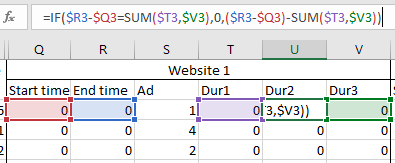 =IF($R3-$Q3=SUM($T3,$V3),0,($R3-$Q3)-SUM($T3,$V3))
Q R S T U V
Website 1
Start time End time Ad Dur1 Dur2 Dur3
0 0 1 0 3,$V3)) 0
0 0 4 0 0 0
0 0 2 0 0 0